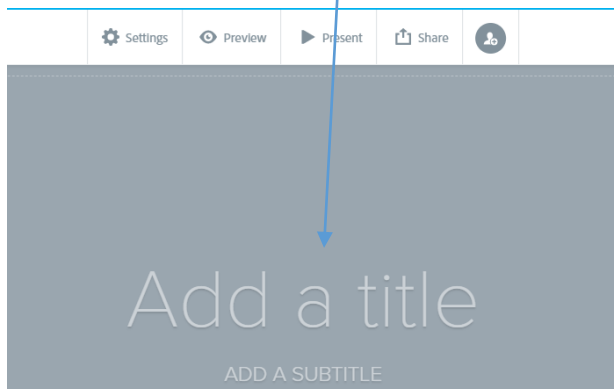 Settings Preview Present Share
Add a title
ADD A SUBTITLE